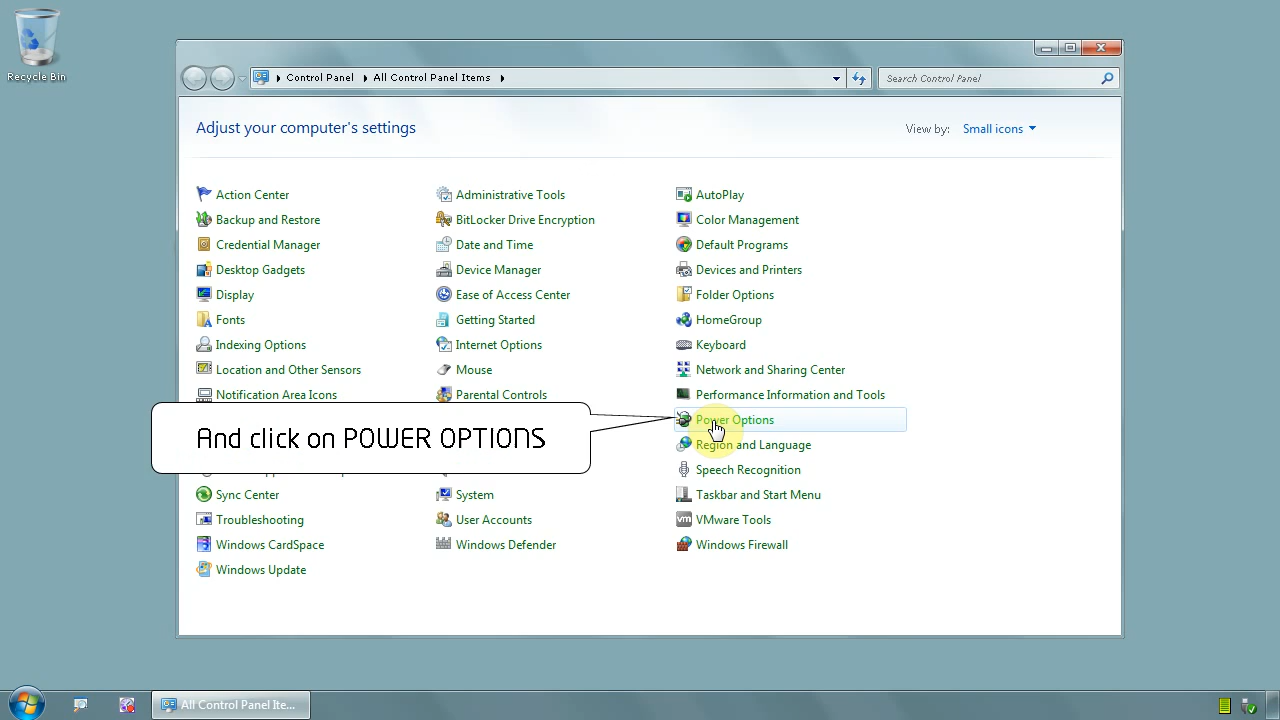 Recycle Bin
Control Panel
All Control Panel Items
Search Control Panel
Adjust your computer's settings
View by: Small icons
Action Center
Administrative Tools
AutoPlay
Backup and Restore
BitLocker Drive Encryption
Color Management
Credential Manager
Date and Time
Default Programs
Desktop Gadgets
Device Manager
Devices and Printers
Display
Ease of Access Center
Folder Options
Fonts
Getting Started
HomeGroup
Indexing Options
Internet Options
Keyboard
Location and Other Sensors
Mouse
Network and Sharing Center
Notification Area Icons
Parental Controls
Performance Information and Tools
And click on POWER OPTIONS
Power Options
Region and Language
Speech Recognition
Sync Center
System
Taskbar and Start Menu
Troubleshooting
User Accounts
VMware Tools
Windows CardSpace
Windows Defender
Windows Firewall
Windows Update
All Control Panel Ite...